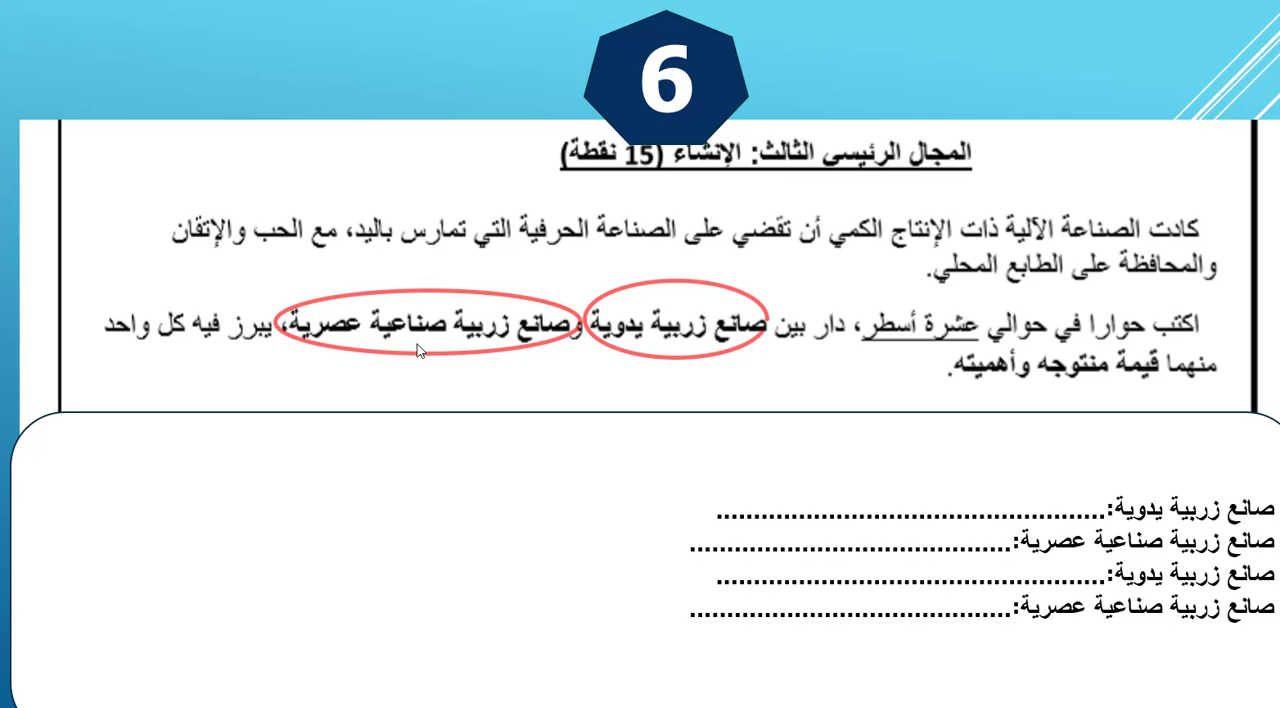 6
المجال الرئيسي الثالث: الإنشاء (15 نقطة)
كادت الصناعة الآلية ذات الإنتاج الكمي أن تقضي على الصناعة الحرفية التي تمارس باليد، مع الحب والإتقان
والمحافظة على الطابع المحلي.
اكتب حوارا في حوالي عشرة أسطر، دار بين صانع زربية يدوية وصانع زربية صناعية عصرية، يبرز فيه كل واحد
منهما قيمة منتوجه وأهميته.
صانع زربية يدوية:....................................................
صانع زربية صناعية عصرية:...........................................
صانع زربية يدوية:....................................................
صانع زربية صناعية عصرية:...........................................